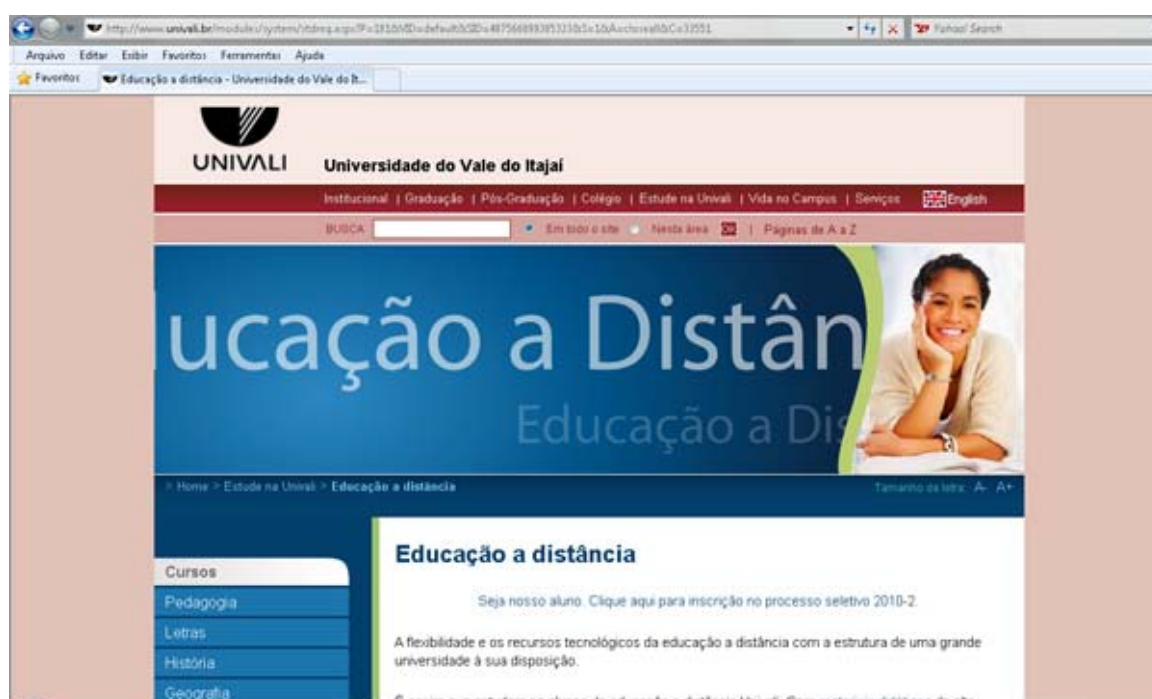 Arquivo Editar Exibir Favoritos Ferramentas Ajuda
Favoritos Educação a distância - Universidade do Vale do It...
UNIVALI
Universidade do Vale do Itajaí
Institucional | Graduação | Pós-Graduação | Colégio | Estude na Univali | Vida no Campus | Serviços English
BUSCA Em todo o site Nesta área OK | Páginas de A a Z
ucação a Distân
Educação a Dis
> Home > Estude na Univali > Educação a distância
Tamanho da letra: A- A+
Educação a distância
Cursos
Pedagogia
Letras
História
Geografia
Seja nosso aluno. Clique aqui para inscrição no processo seletivo 2010-2.
A flexibilidade e os recursos tecnológicos da educação a distância com a estrutura de uma grande
universidade à sua disposição.